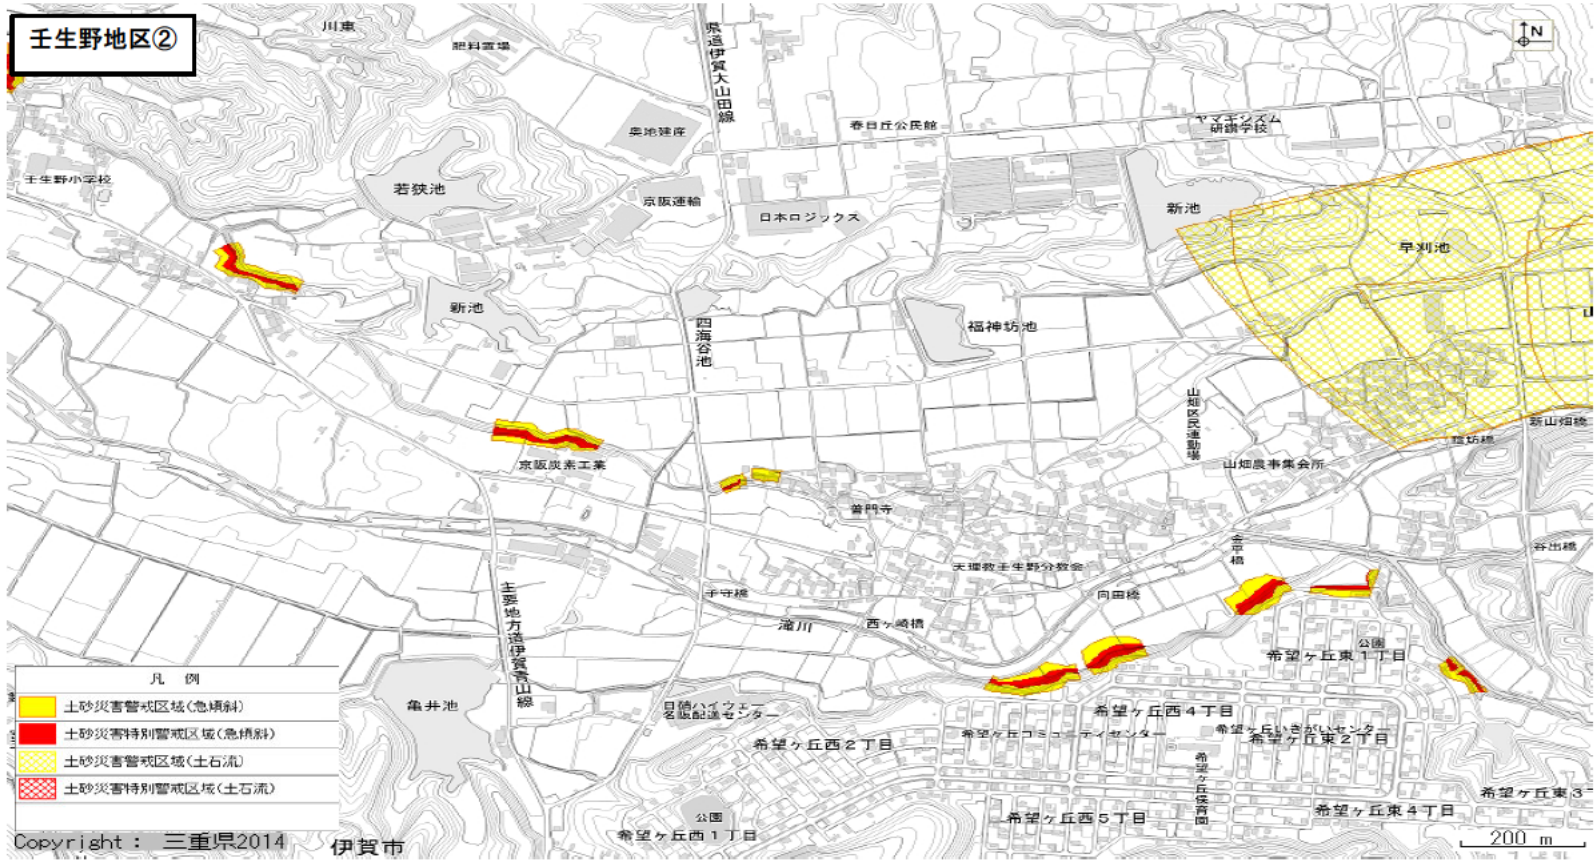 壬生野地区②
川東
肥料置場
県道伊賀大山田線
N
奥地建産
春日丘公民館
ヤマギシズム
研鑽学校
壬生野小学校
若狭池
京阪運輸
日本ロジックス
新池
早刈池
新池
四海谷池
福神坊池
山畑区民運動場
新山畑橋
京阪炭素工業
山畑農事集会所
普門寺
金平橋
谷出橋
天理教壬生野分教会
主要地方道伊賀青山線
子守橋
向田橋
滝川
西ヶ崎橋
公園
希望ヶ丘東1丁目
凡 例
土砂災害警戒区域(急傾斜)
土砂災害特別警戒区域(急傾斜)
土砂災害警戒区域(土石流)
土砂災害特別警戒区域(土石流)
亀井池
名阪配送センター
希望ヶ丘西4丁目
希望ヶ丘コミュニティセンター
希望ヶ丘いきがいセンター
希望ヶ丘東2丁目
希望ヶ丘西2丁目
希望ヶ丘保育園
希望ヶ丘東3
公園
希望ヶ丘西1丁目
希望ヶ丘西5丁目
希望ヶ丘東4丁目
Copyright : 三重県2014
伊賀市
200 m